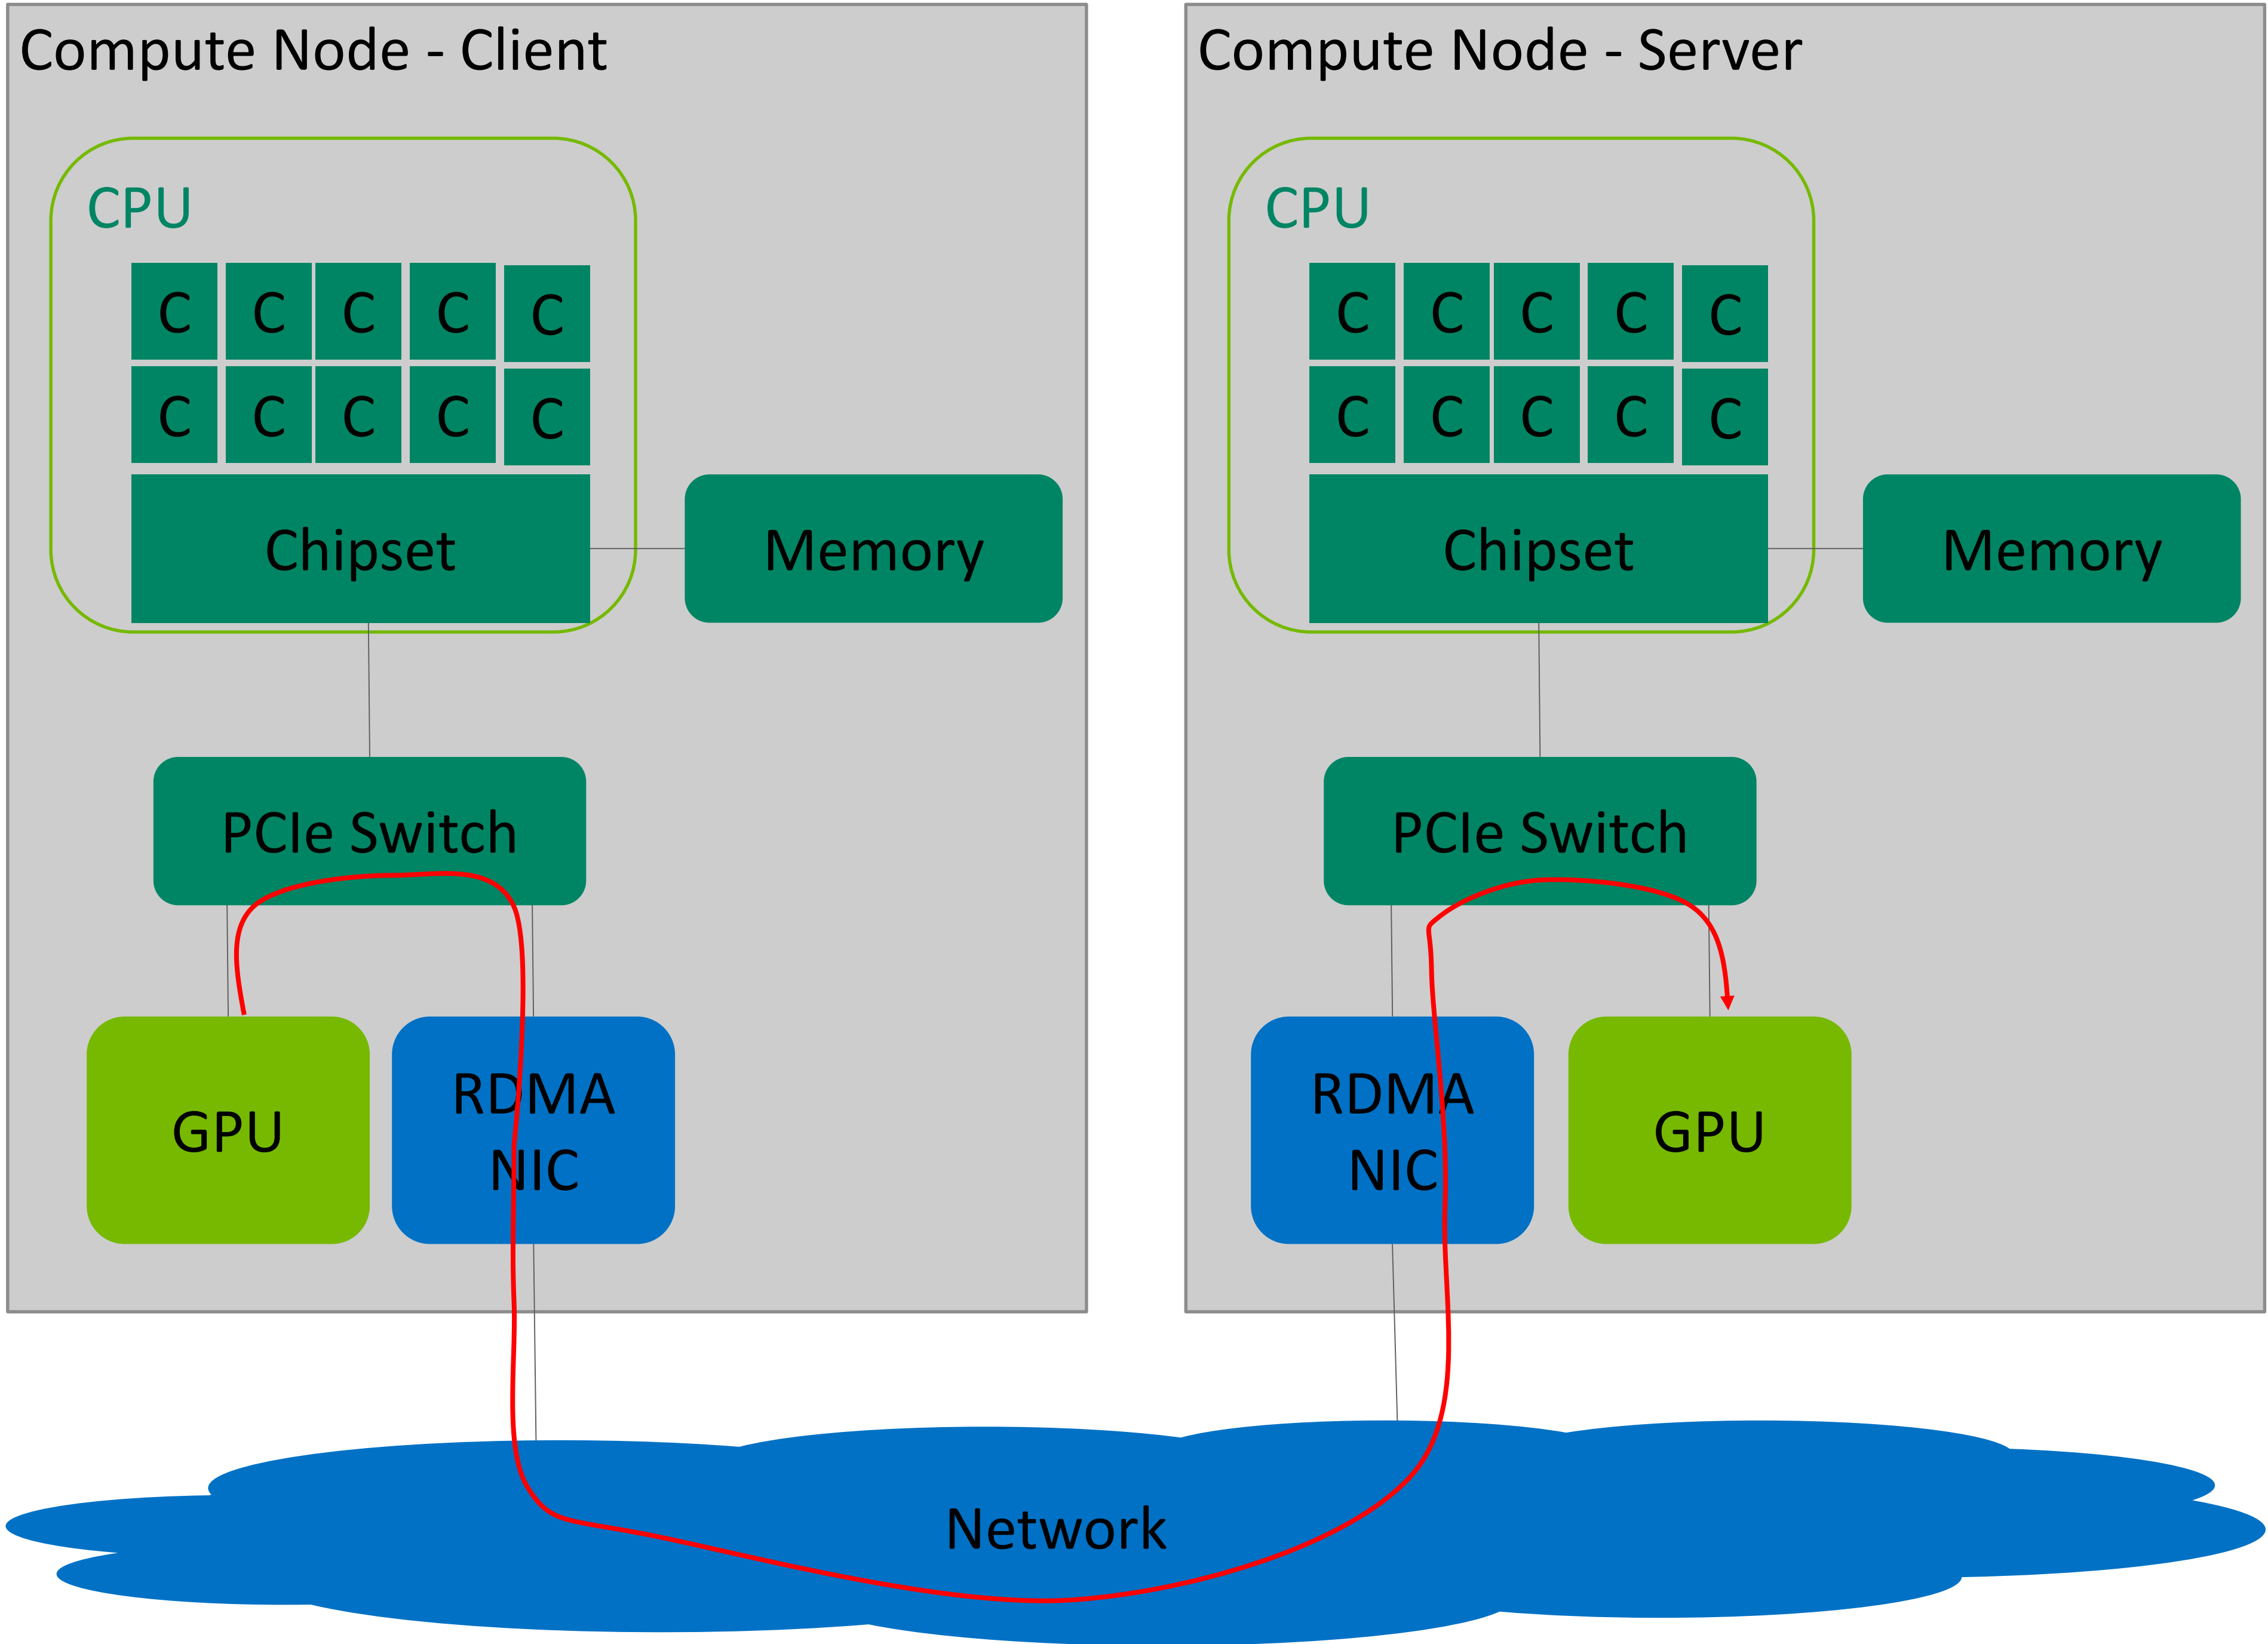 Compute Node - Client
CPU
C C C C C
C C C C C
Chipset
Memory
PCIe Switch
GPU
RDMA
NIC
Compute Node - Server
CPU
C C C C C
C C C C C
Chipset
Memory
PCIe Switch
RDMA
NIC
GPU
Network